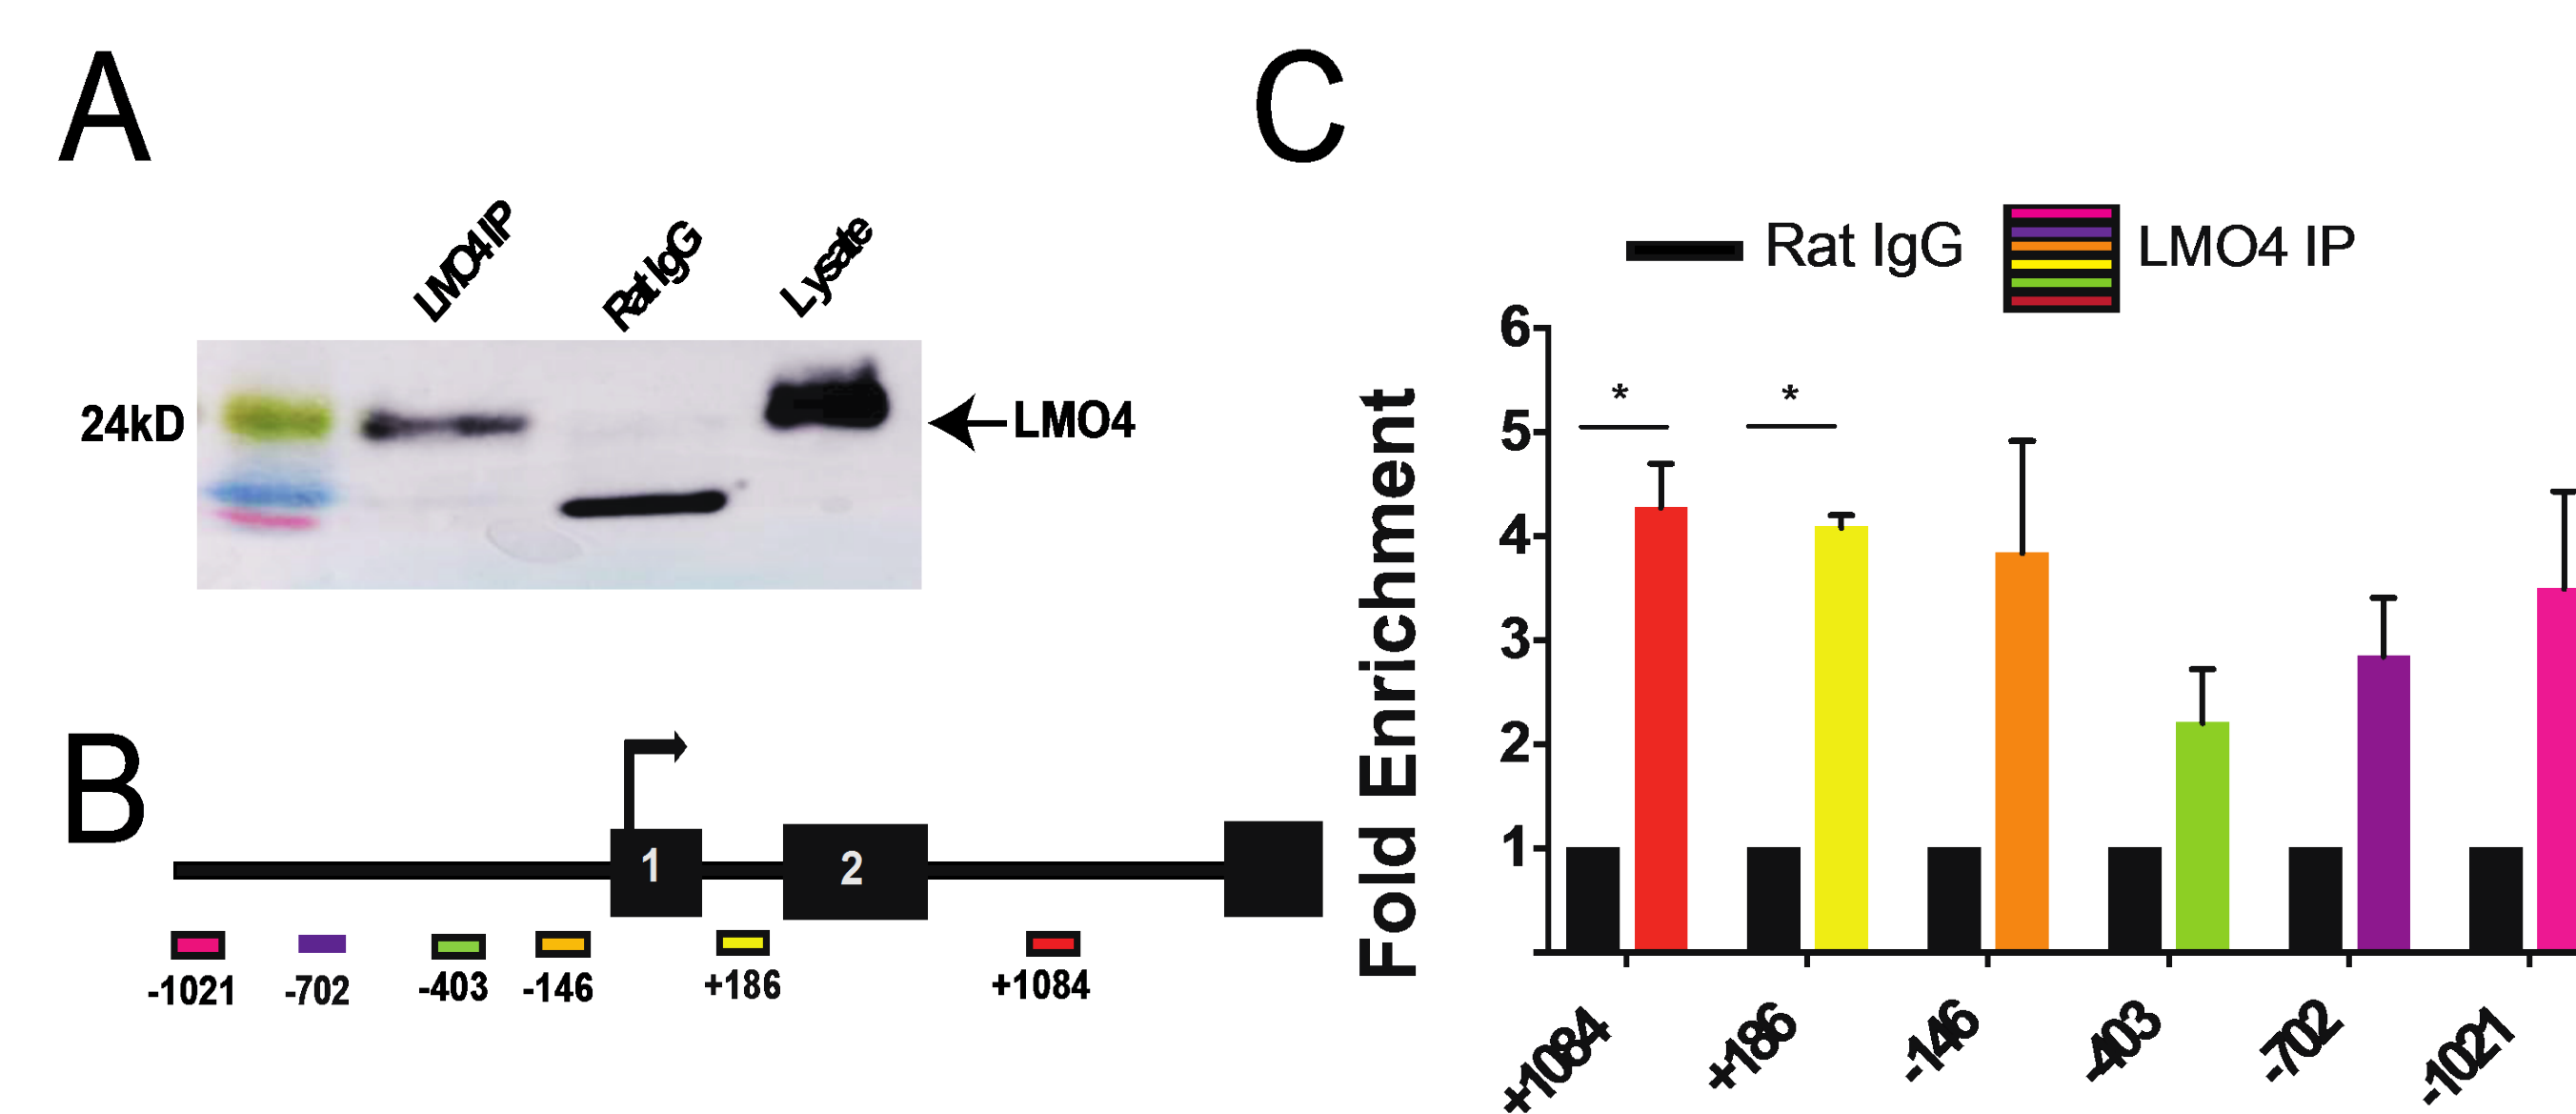 A
LMO4 IP
Rat IgG
Lysate
24kD
LMO4
B
1
2
-1021
-702
-403
-146
+186
+1084
C
Rat IgG
LMO4 IP
Fold Enrichment
6
5
4
3
2
1
*
*
+1084
+186
-146
-403
-702
-1021